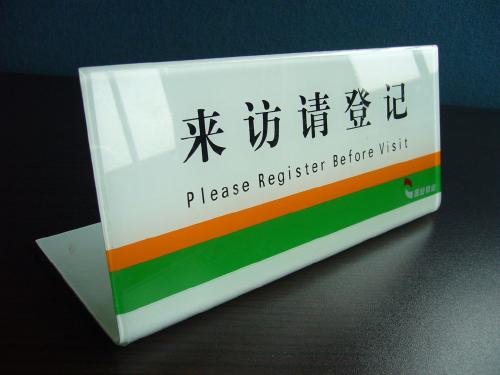 来访请登记
Please Register Before Visit